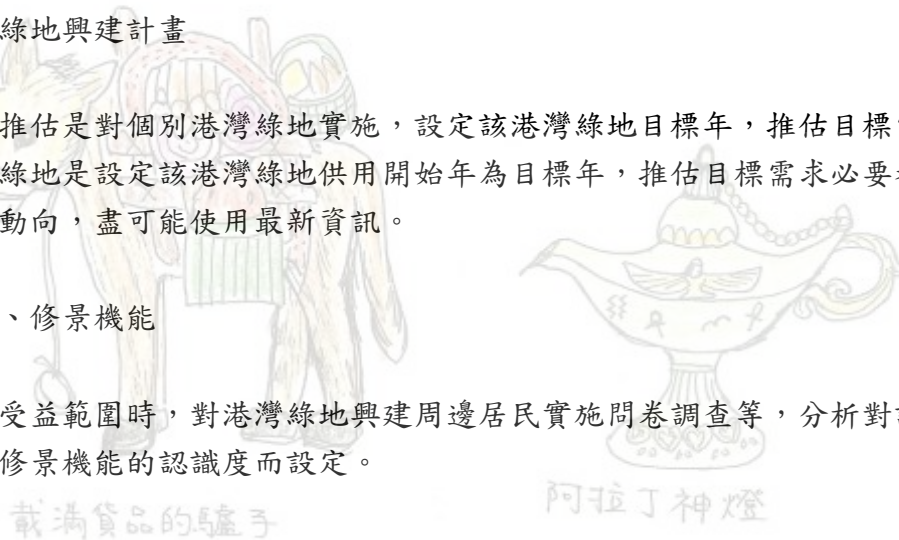 綠地興建計畫
推估是對個別港灣綠地實施，設定該港灣綠地目標年，推估目標
綠地是設定該港灣綠地供用開始年為目標年，推估目標需求必要
動向，盡可能使用最新資訊。
、修景機能
受益範圍時，對港灣綠地興建周邊居民實施問卷調查等，分析對
修景機能的認識度而設定。
載滿貨品的驢子
阿拉丁神燈